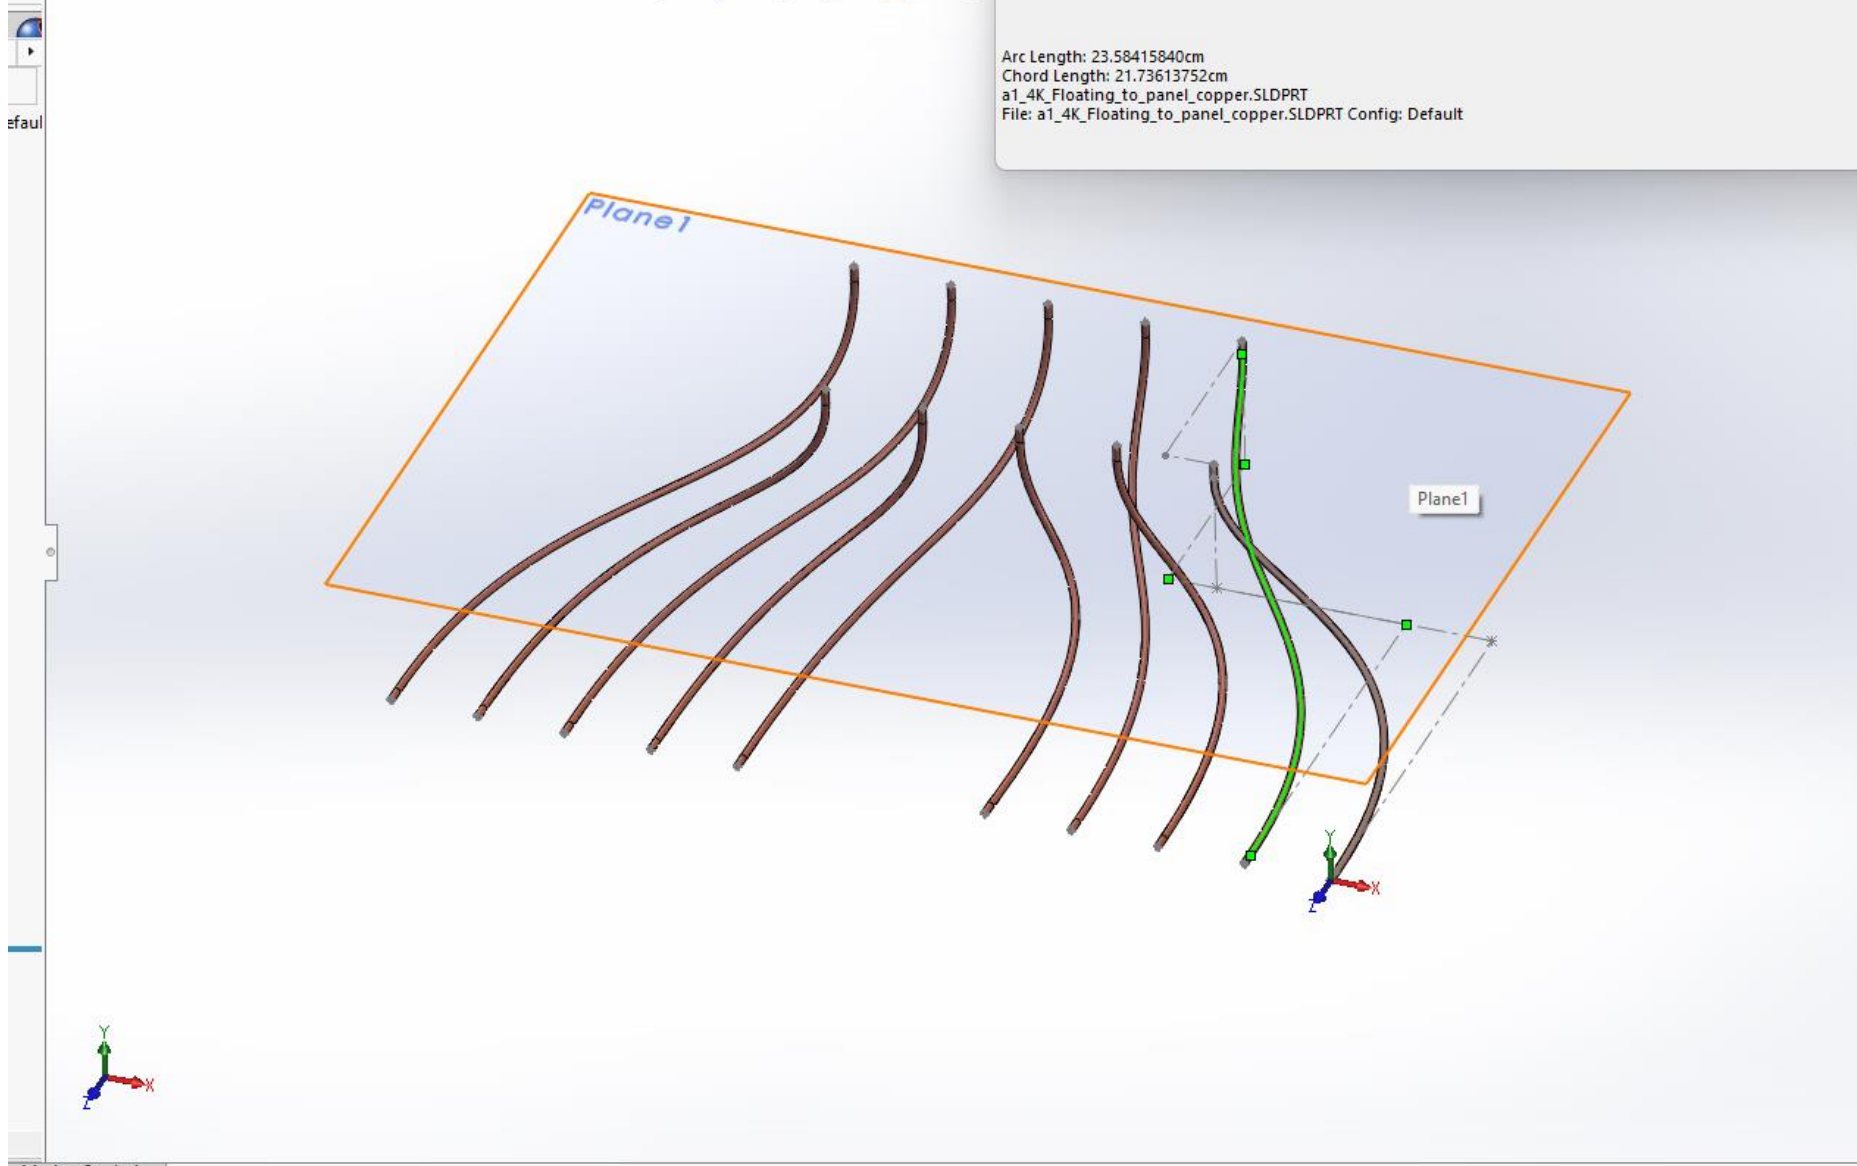 Arc Length: 23.58415840cm
Chord Length: 21.73613752cm
a1_4K_Floating_to_panel_copper.SLDPRT
File: a1_4K_Floating_to_panel_copper.SLDPRT Config: Default
efaul
Plane1
Plane1
Y
X
Z
Y
X
Z